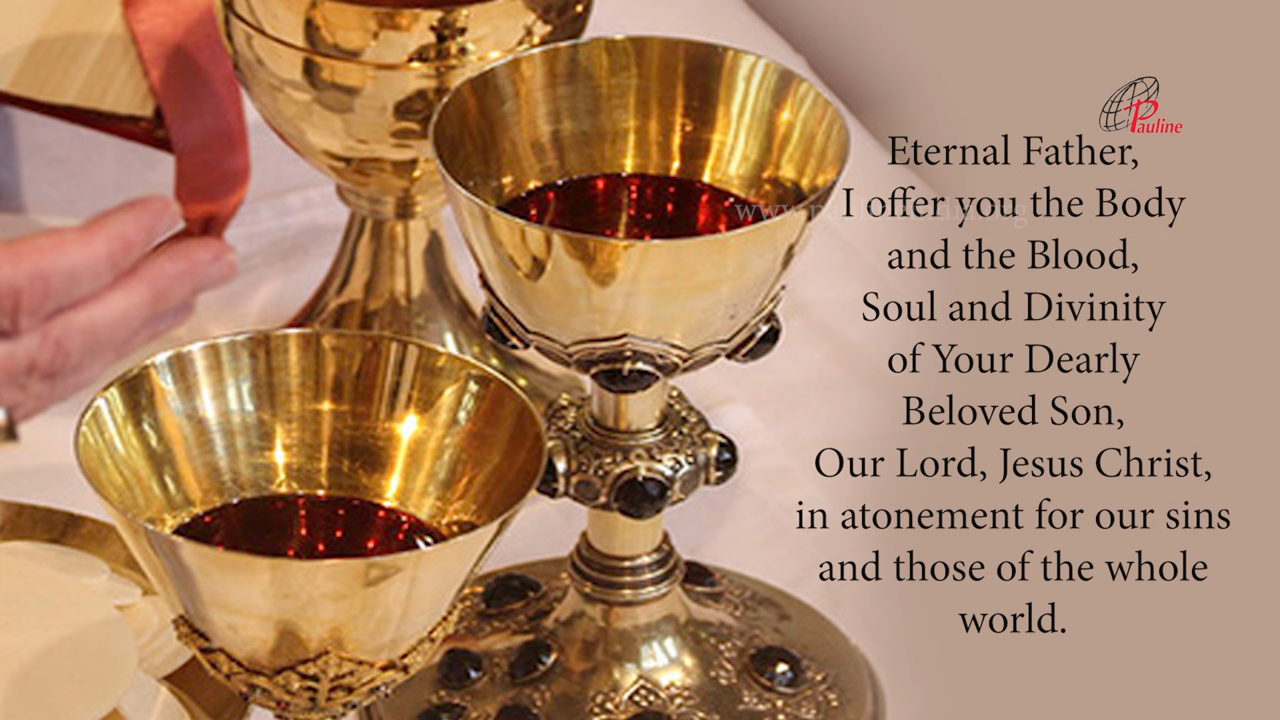 Pauline
Eternal Father,
I offer you the Body
and the Blood,
Soul and Divinity
of Your Dearly
Beloved Son,
Our Lord, Jesus Christ,
in atonement for our sins
and those of the whole
world.